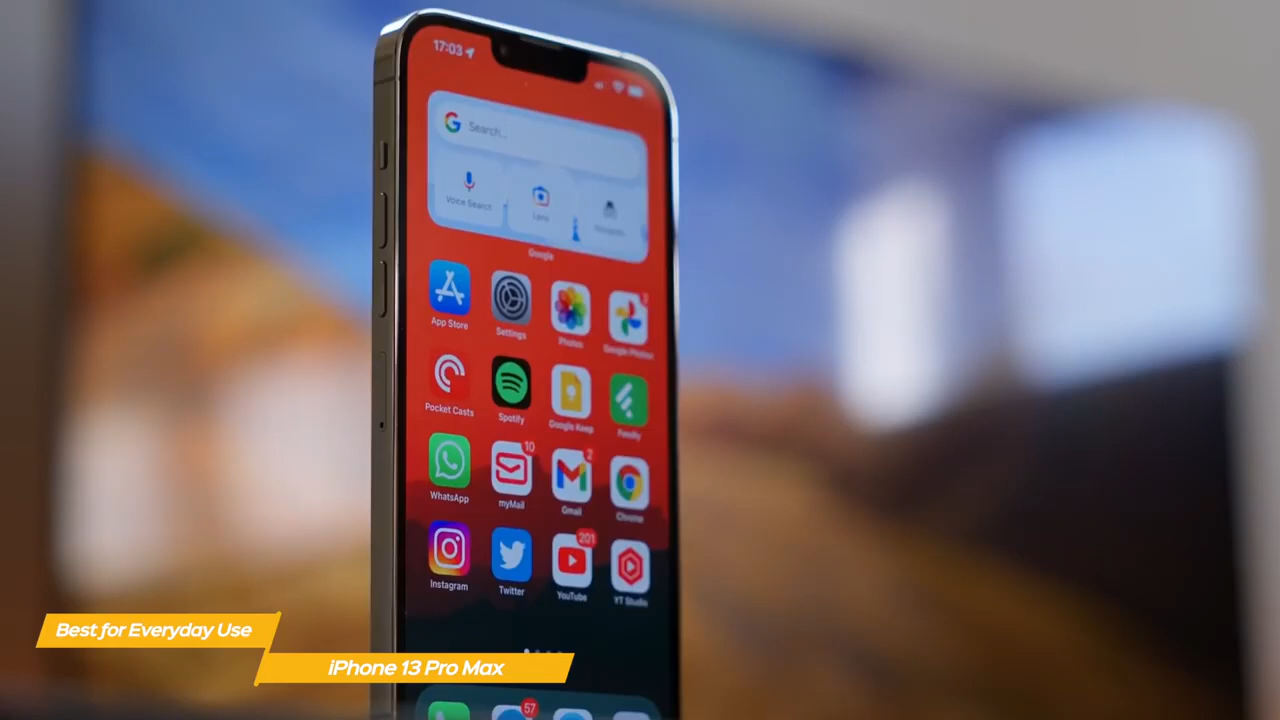 17:03
Search...
Voice Search
Lens
Google
App Store
Settings
Photos
3
Google Photos
Pocket Casts
Spotify
Google Keep
Feedly
WhatsApp
10
myMail
2
Gmail
Chrome
Instagram
Twitter
201
YouTube
YT Studio
57
Best for Everyday Use
iPhone 13 Pro Max